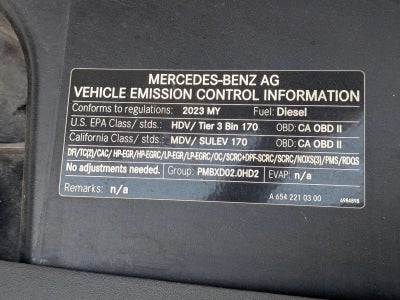 MERCEDES-BENZ AG
VEHICLE EMISSION CONTROL INFORMATION
Conforms to regulations: 2023 MY Fuel: Diesel
U.S. EPA Class/ stds.: HDV/ Tier 3 Bin 170 OBD: CA OBD II
California Class/ stds.: MDV/ SULEV 170 OBD: CA OBD II
DFI/TC(2)/CAC/ HP-EGR/HP-EGRC/LP-EGR/LP-EGRC/OC/SCRC+DPF-SCRC/SCRC/NOXS(3)/PMS/RDQS
No adjustments needed. Group: PMBXD02.0HD2 EVAP: n/a
Remarks: n/a
A 654 221 03 00 6984898